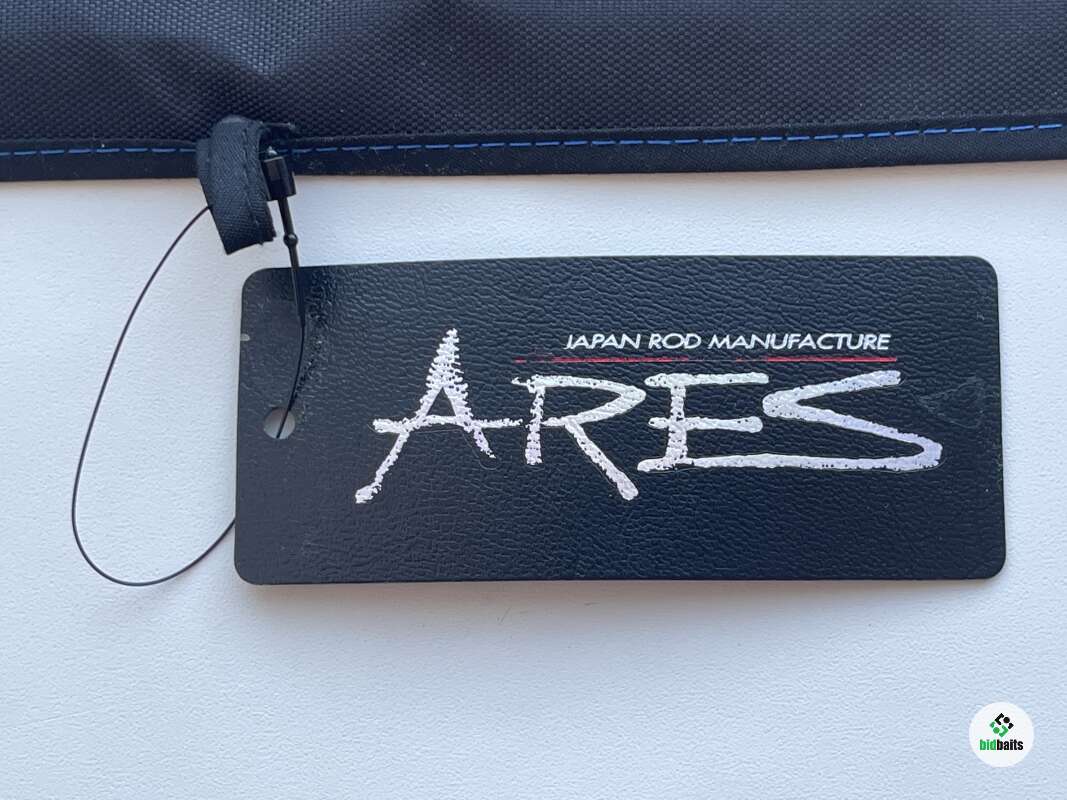 JAPAN ROD MANUFACTURE
ARES
bidbaits